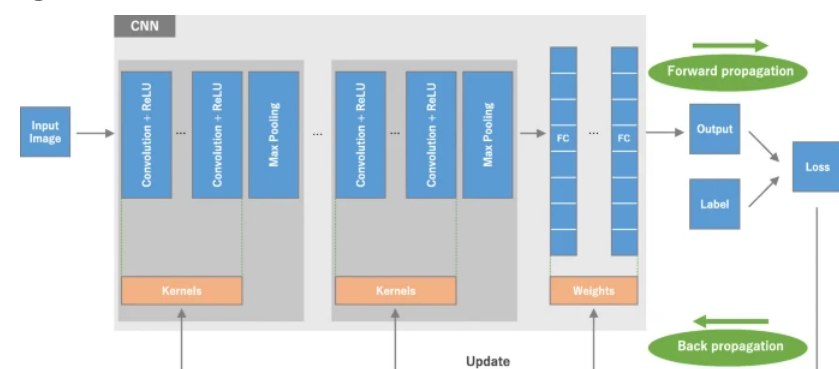 CNN
Forward propagation
Input
Image
Convolution + ReLU
...
Convolution + ReLU
Max Pooling
...
Convolution + ReLU
...
Convolution + ReLU
Max Pooling
FC
...
FC
Output
Label
Loss
Kernels
Kernels
Weights
Back propagation
Update